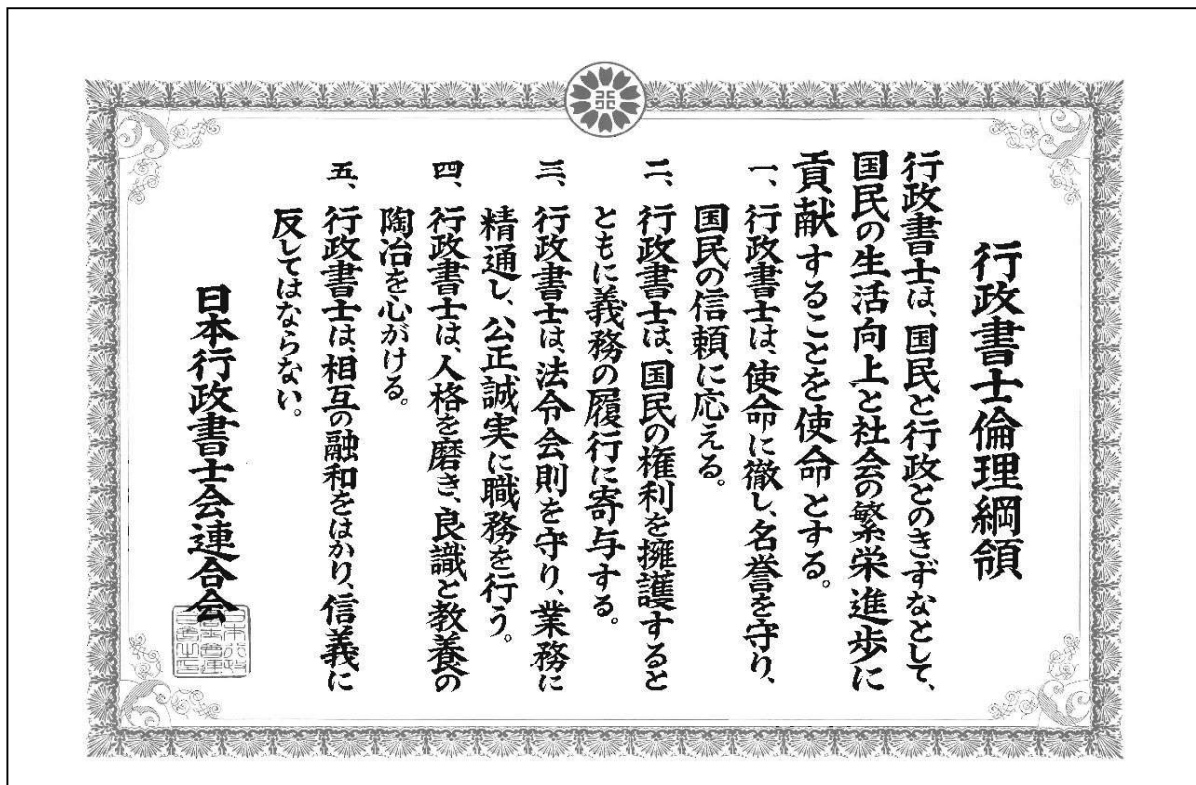 行政書士倫理綱領
行政書士は、国民と行政とのきずなとして、
国民の生活向上と社会の繁栄進歩に
貢献することを使命とする。
一、行政書士は、使命に徹し、名誉を守り、
国民の信頼に応える。
二、行政書士は、国民の権利を擁護すると
ともに義務の履行に寄与する。
三、行政書士は、法令会則を守り、業務に
精通し、公正誠実に職務を行う。
四、行政書士は、人格を磨き、良識と教養の
陶冶を心がける。
五、行政書士は、相互の融和をはかり、信義に
反してはならない。
日本行政書士会連合会